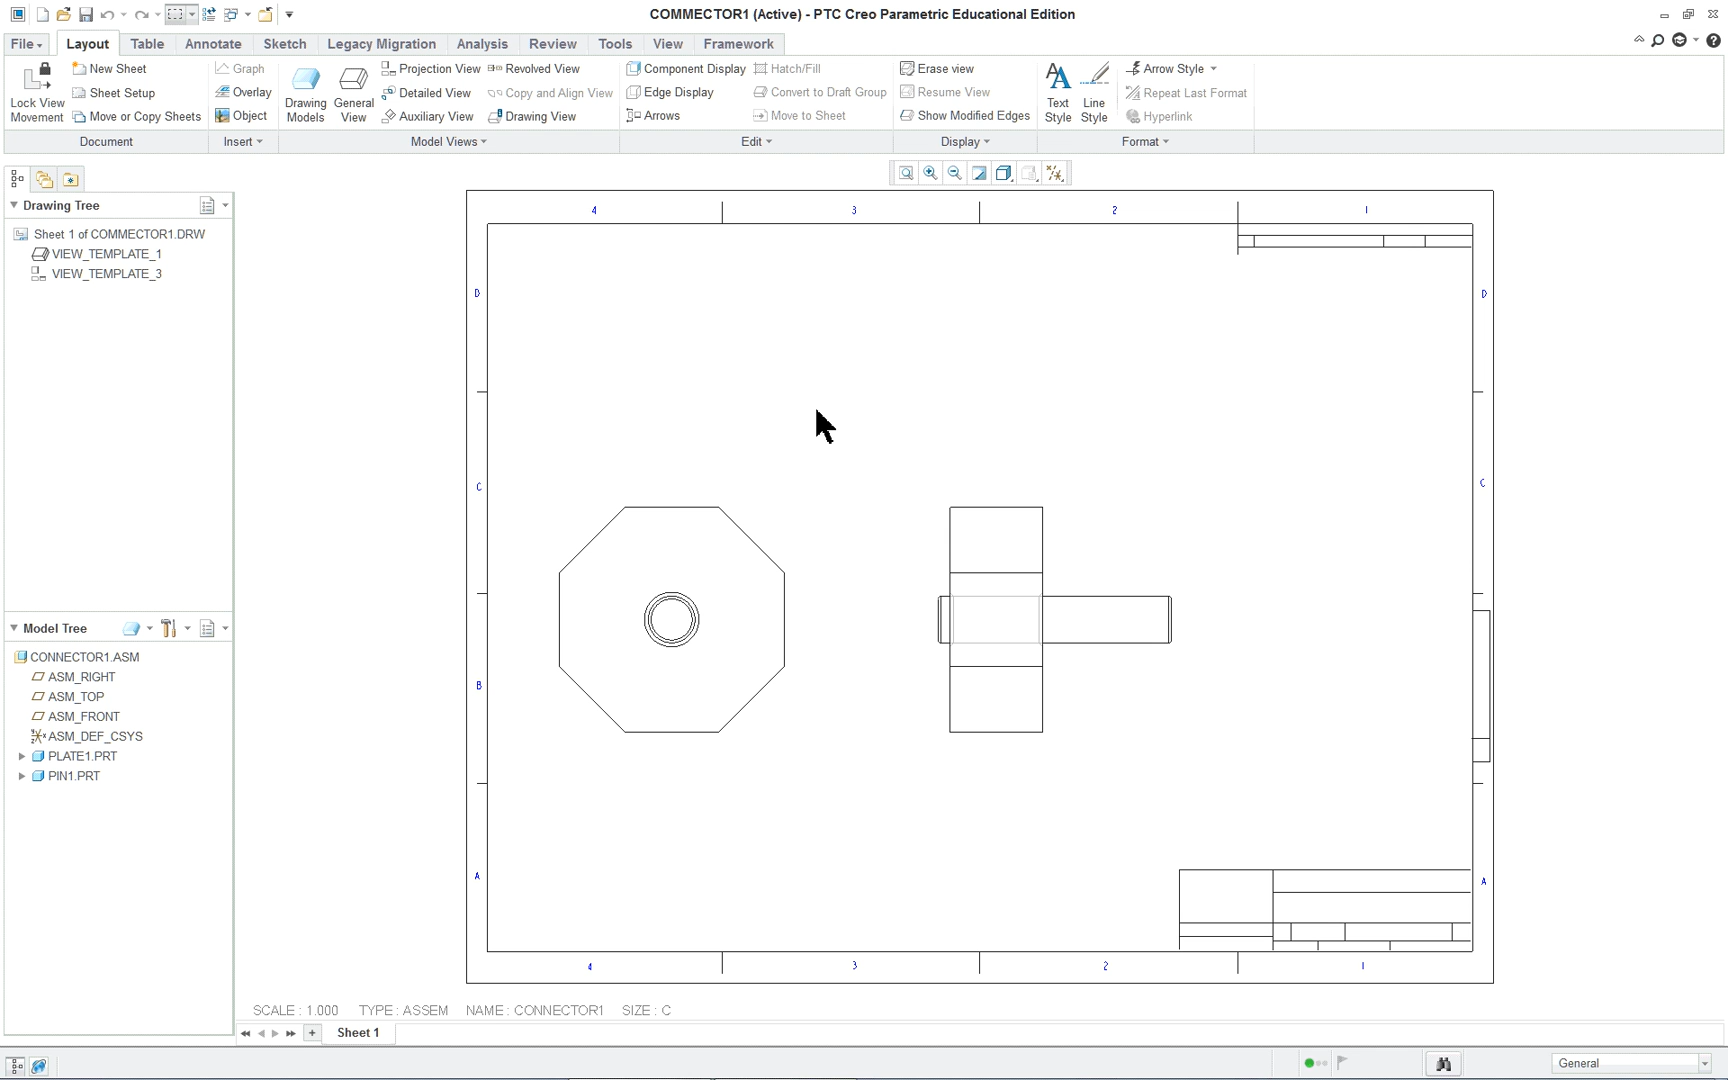 COMMECTOR1 (Active) - PTC Creo Parametric Educational Edition
File Layout Table Annotate Sketch Legacy Migration Analysis Review Tools View Framework
Lock View Movement
New Sheet
Sheet Setup
Move or Copy Sheets
Document
Graph
Overlay
Object
Insert
Drawing Models
General View
Projection View
Detailed View
Auxiliary View
Revolved View
Copy and Align View
Drawing View
Model Views
Component Display
Edge Display
Arrows
Hatch/Fill
Convert to Draft Group
Move to Sheet
Edit
Erase view
Resume View
Show Modified Edges
Display
Text Style
Line Style
Arrow Style
Repeat Last Format
Hyperlink
Format
Drawing Tree
Sheet 1 of COMMECTOR1.DRW
VIEW_TEMPLATE_1
VIEW_TEMPLATE_3
Model Tree
CONNECTOR1.ASM
ASM_RIGHT
ASM_TOP
ASM_FRONT
ASM_DEF_CSYS
PLATE1.PRT
PIN1.PRT
4 3 2 1
D D
C C
B
A A
4 3 2 1
SCALE : 1.000 TYPE : ASSEM NAME : CONNECTOR1 SIZE : C
Sheet 1
General